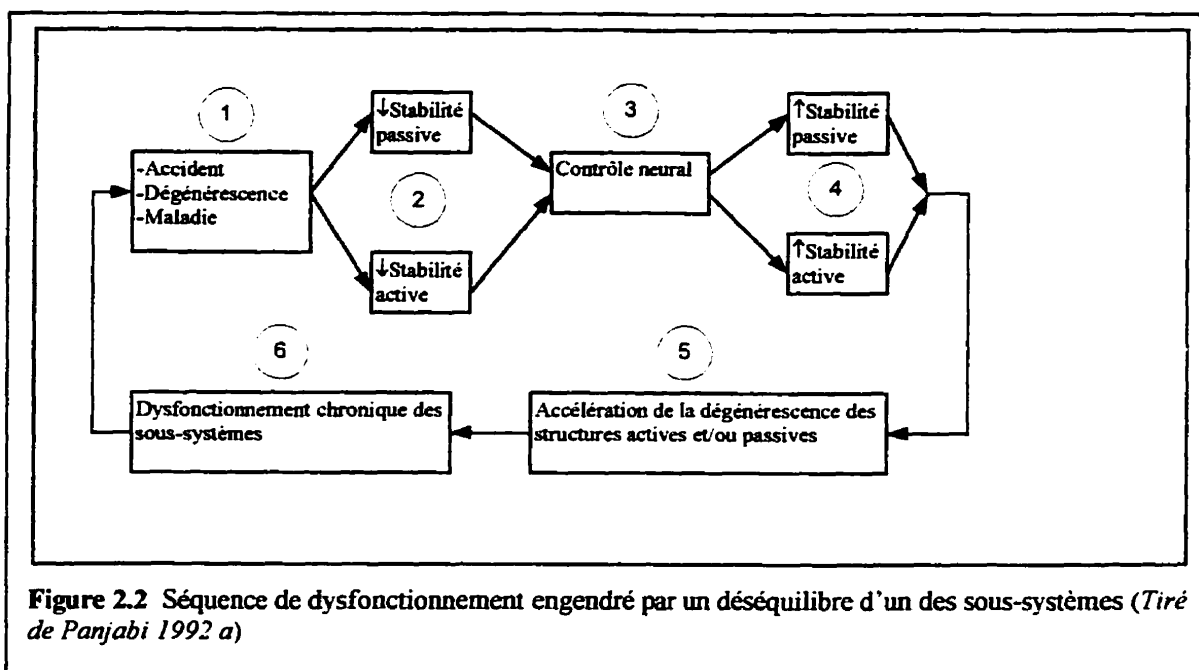 1
-Accident
-Dégénérescence
-Maladie
↓Stabilité
passive
2
↓Stabilité
active
3
Contrôle neural
↑Stabilité
passive
4
↑Stabilité
active
6
Dysfonctionnement chronique des
sous-systèmes
5
Accélération de la dégénérescence des
structures actives et/ou passives
Figure 2.2 Séquence de dysfonctionnement engendré par un déséquilibre d'un des sous-systèmes (Tiré
de Panjabi 1992 a)